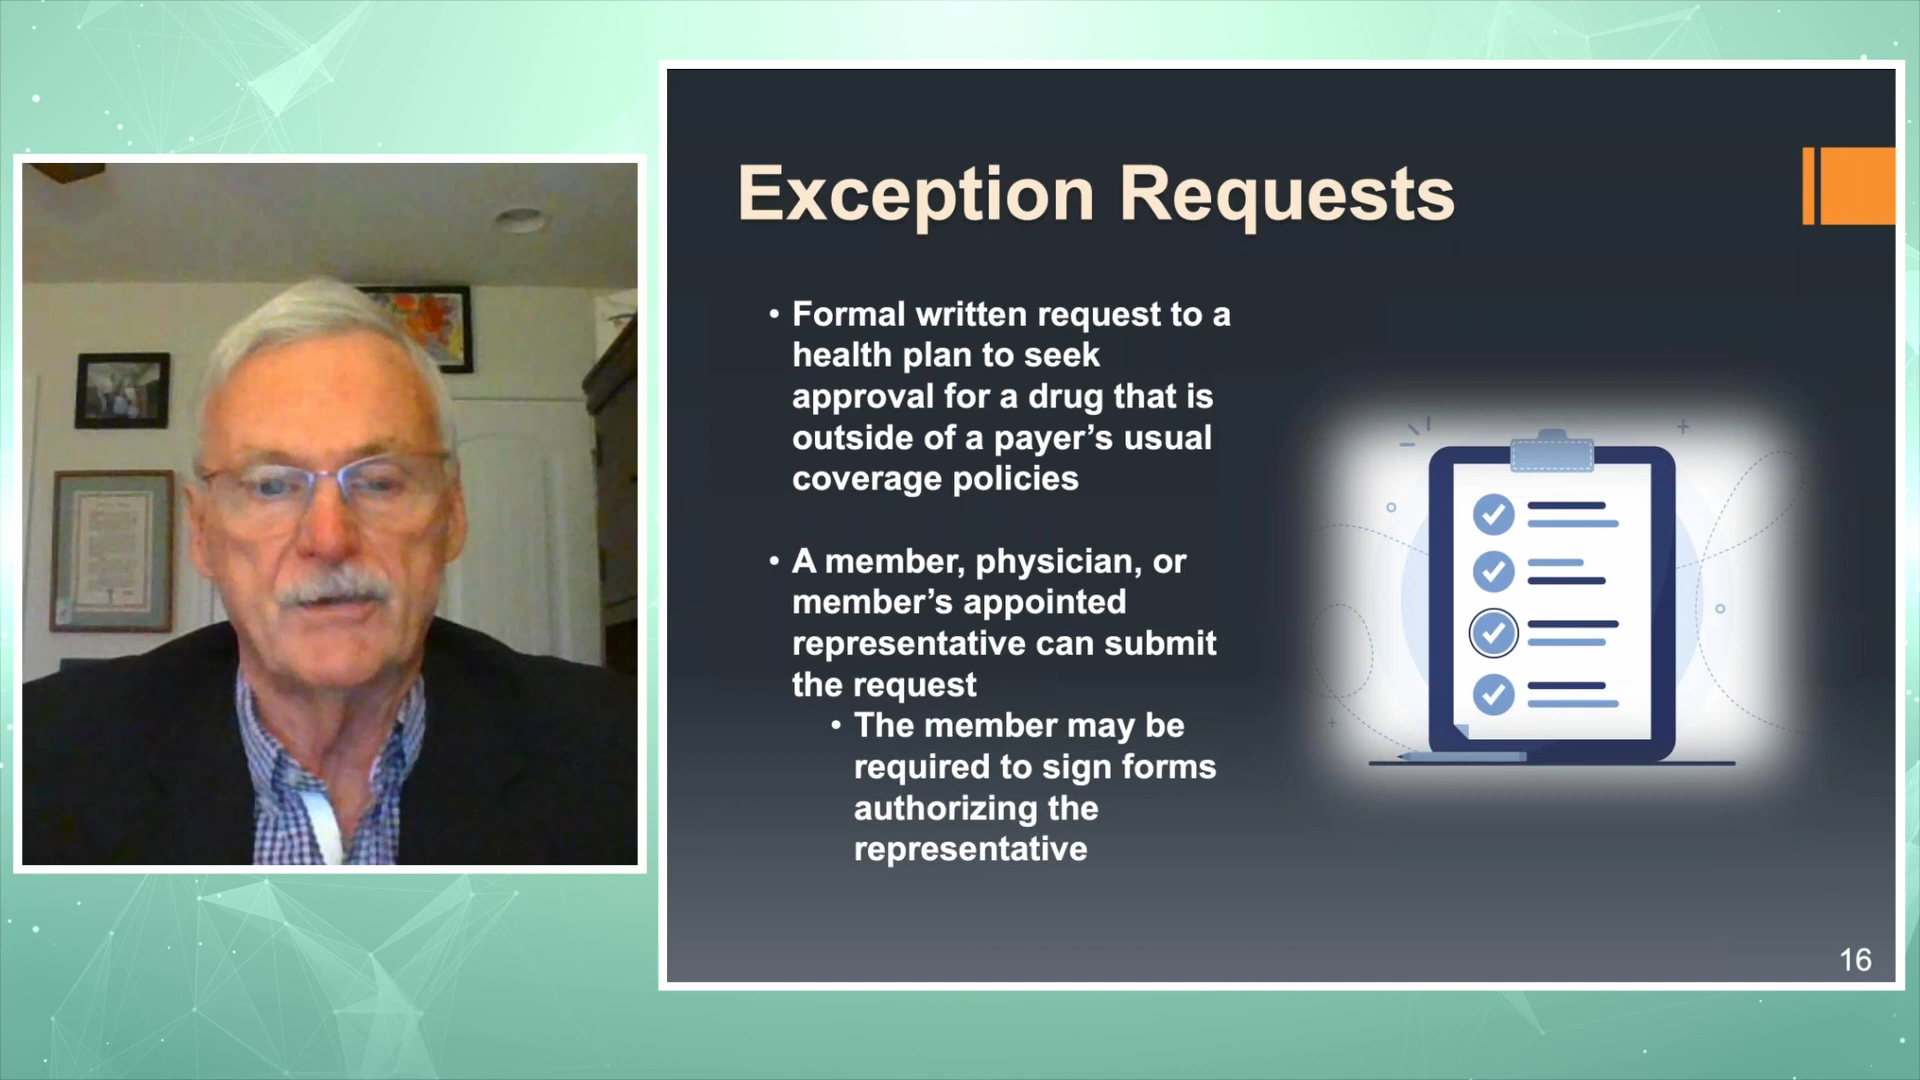 Exception Requests
• Formal written request to a
health plan to seek
approval for a drug that is
outside of a payer’s usual
coverage policies
• A member, physician, or
member’s appointed
representative can submit
the request
• The member may be
required to sign forms
authorizing the
representative
16